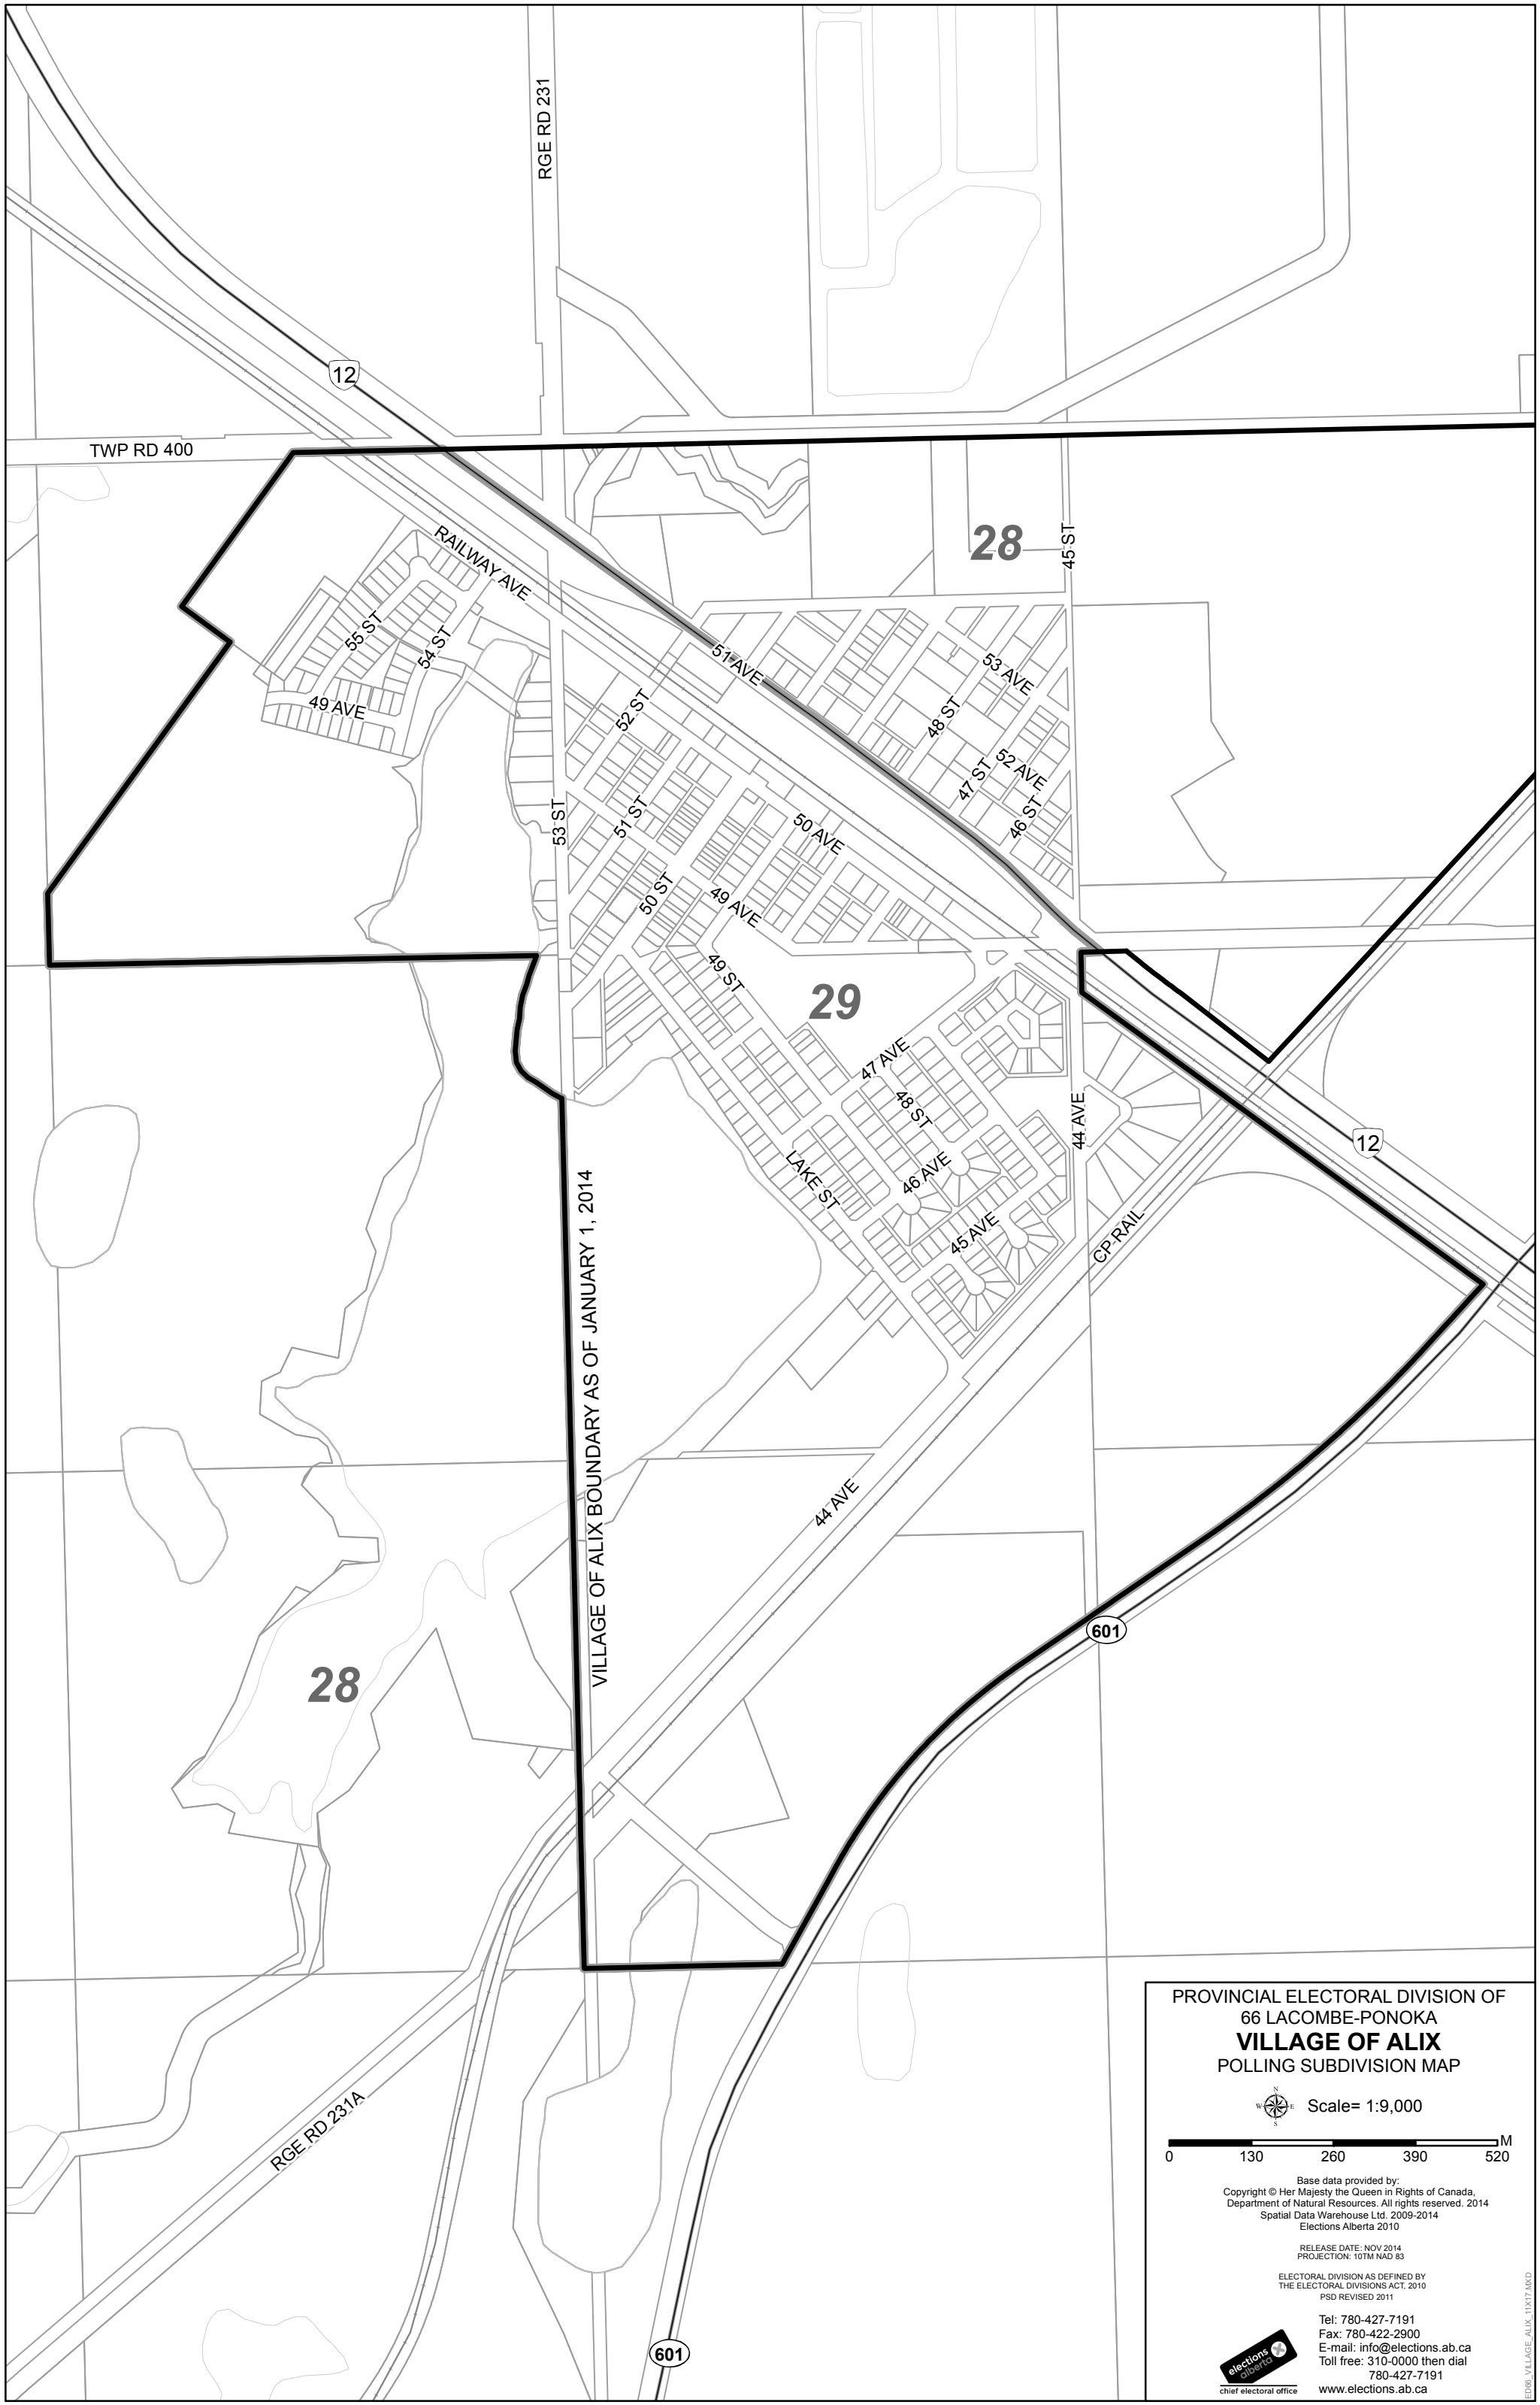 RGE RD 231
12
TWP RD 400
RAILWAY AVE
28
45 ST
55 ST
54 ST
49 AVE
51 AVE
53 AVE
52 ST
48 ST
52 AVE
47 ST
46 ST
53 ST
51 ST
50 AVE
50 ST
49 AVE
49 ST
29
47 AVE
48 ST
44 AVE
12
46 AVE
LAKE ST
45 AVE
CP RAIL
VILLAGE OF ALIX BOUNDARY AS OF JANUARY 1, 2014
44 AVE
601
28
RGE RD 231A
601
PROVINCIAL ELECTORAL DIVISION OF
66 LACOMBE-PONOKA
VILLAGE OF ALIX
POLLING SUBDIVISION MAP
N
W E
S
Scale= 1:9,000
M
0 130 260 390 520
Base data provided by:
Copyright © Her Majesty the Queen in Rights of Canada,
Department of Natural Resources. All rights reserved. 2014
Spatial Data Warehouse Ltd. 2009-2014
Elections Alberta 2010
RELEASE DATE: NOV 2014
PROJECTION: 10TM NAD 83
ELECTORAL DIVISION AS DEFINED BY
THE ELECTORAL DIVISIONS ACT, 2010
PSD REVISED 2011
elections
alberta
chief electoral office
Tel: 780-427-7191
Fax: 780-422-2900
E-mail: info@elections.ab.ca
Toll free: 310-0000 then dial
780-427-7191
www.elections.ab.ca